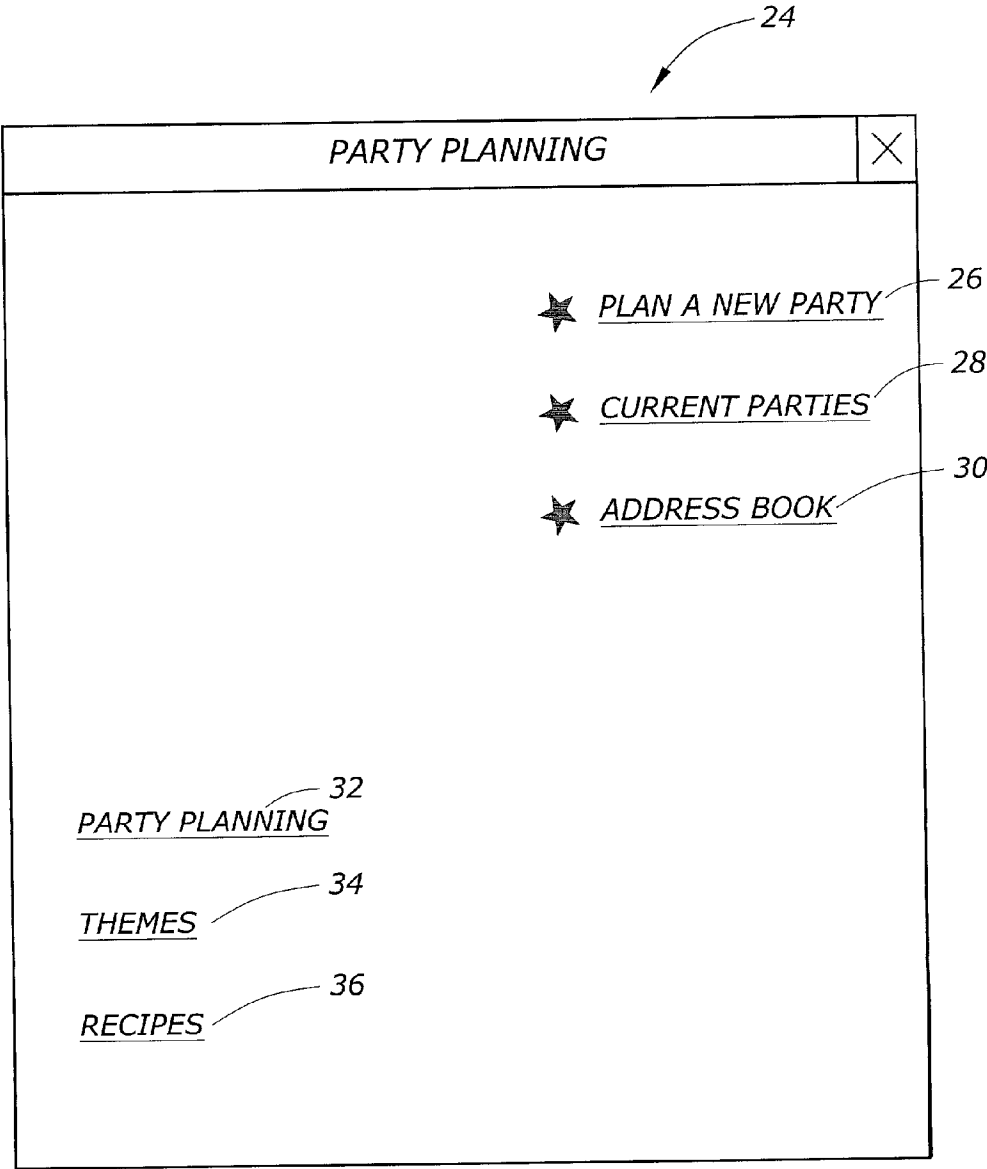 24
PARTY PLANNING
PLAN A NEW PARTY 26
CURRENT PARTIES 28
ADDRESS BOOK 30
PARTY PLANNING 32
THEMES 34
RECIPES 36